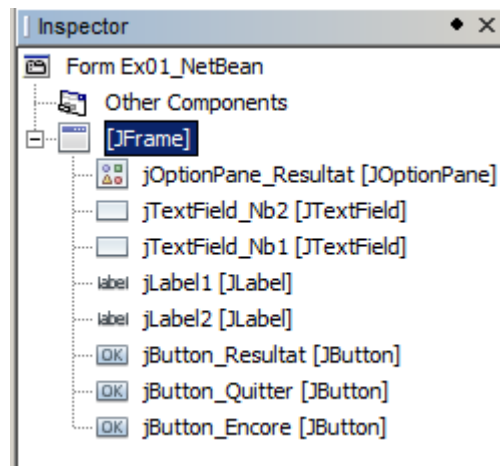 Inspector
Form Ex01_NetBean
Other Components
[JFrame]
jOptionPane_Resultat [JOptionPane]
jTextField_Nb2 [JTextField]
jTextField_Nb1 [JTextField]
label jLabel1 [JLabel]
label jLabel2 [JLabel]
OK jButton_Resultat [JButton]
OK jButton_Quitter [JButton]
OK jButton_Encore [JButton]